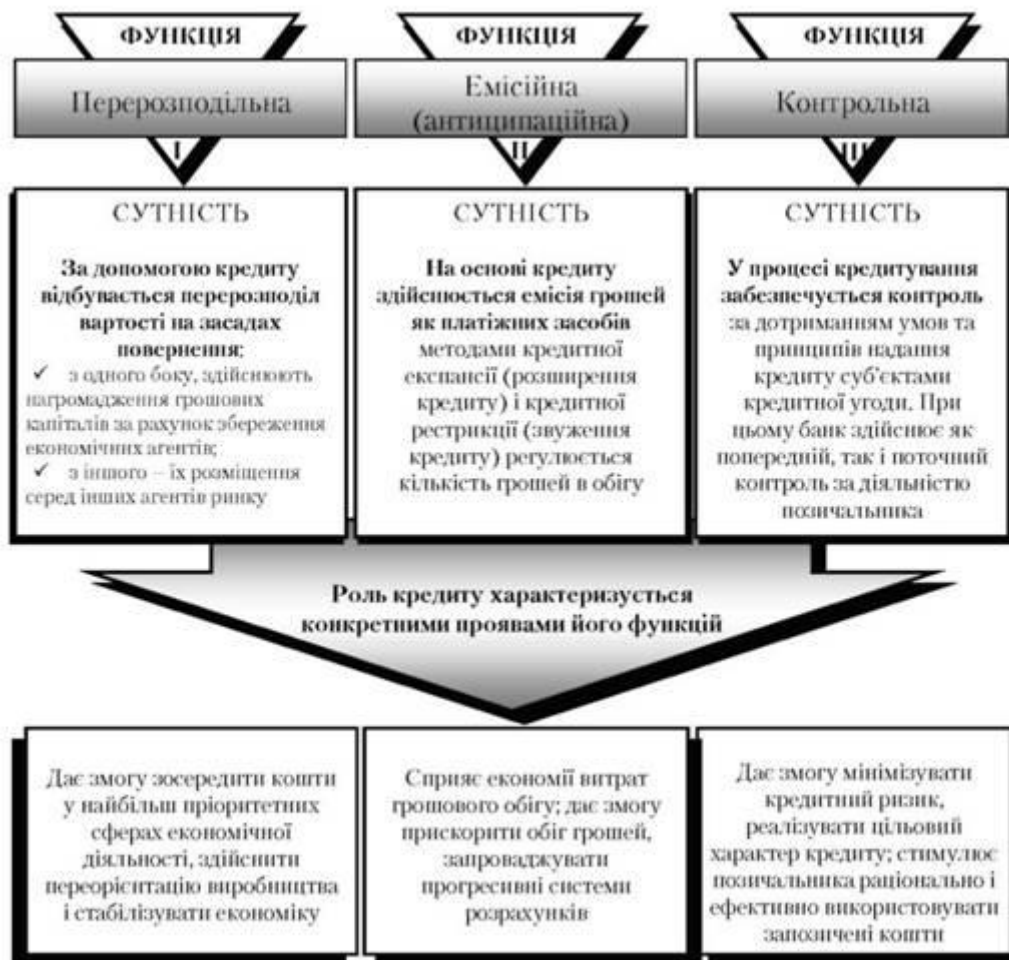 ФУНКЦІЯ
Перерозподільна
I
СУТНІСТЬ
За допомогою кредиту
відбувається перерозподіл
вартості на засадах
повернення:
✓ з одного боку, здійснюють
нагромадження грошових
капіталів за рахунок збереження
економічних агентів;
✓ з іншого – їх розміщення
серед інших агентів ринку
ФУНКЦІЯ
Емісійна
(антиципаційна)
II
СУТНІСТЬ
На основі кредиту
здійснюється емісія грошей
як платіжних засобів
методами кредитної
експансії (розширення
кредиту) і кредитної
рестрикції (звуження
кредиту) регулюється
кількість грошей в обігу
ФУНКЦІЯ
Контрольна
III
СУТНІСТЬ
У процесі кредитування
забезпечується контроль
за дотриманням умов та
принципів надання
кредиту суб’єктами
кредитної угоди. При
цьому банк здійснює як
попередній, так і поточний
контроль за діяльністю
позичальника
Роль кредиту характеризується
конкретними проявами його функцій
Дає змогу зосередити кошти
у найбільш пріоритетних
сферах економічної
діяльності, здійснити
переорієнтацію виробництва
і стабілізувати економіку
Сприяє економії витрат
грошового обігу; дає змогу
прискорити обіг грошей,
запроваджувати
прогресивні системи
розрахунків
Дає змогу мінімізувати
кредитний ризик,
реалізувати цільовий
характер кредиту; стимулює
позичальника раціонально і
ефективно використовувати
запозичені кошти